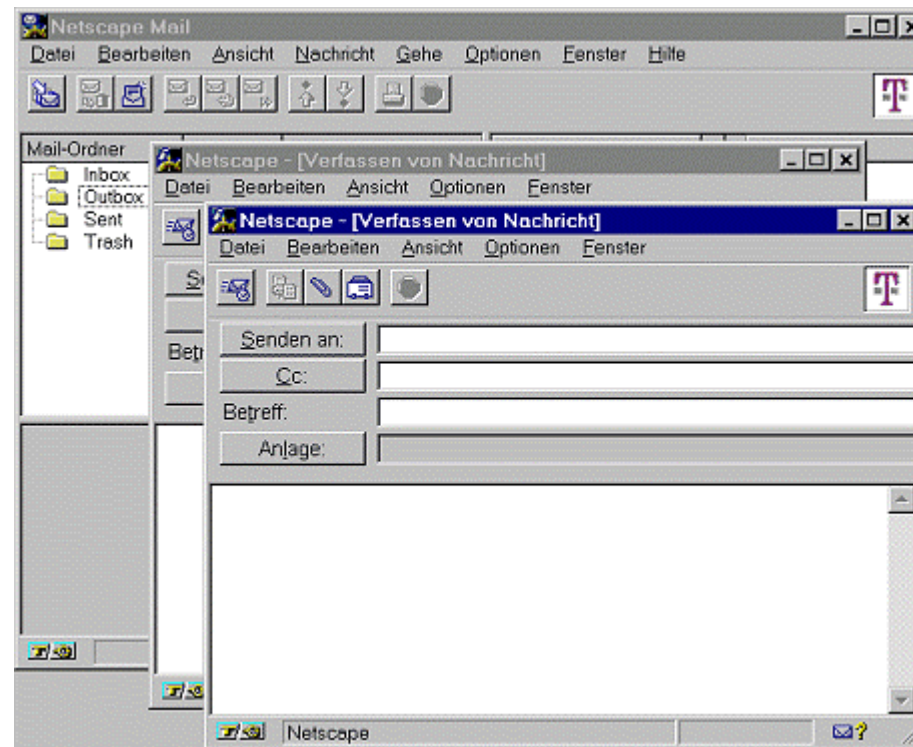 Netscape Mail
Datei Bearbeiten Ansicht Nachricht Gehe Optionen Fenster Hilfe
T
Mail-Ordner
Inbox
Outbox
Sent
Trash
Netscape - [Verfassen von Nachricht]
Datei Bearbeiten Ansicht Optionen Fenster
Betr
Netscape - [Verfassen von Nachricht]
Datei Bearbeiten Ansicht Optionen Fenster
T
Senden an:
Cc:
Betreff:
Anlage:
Netscape